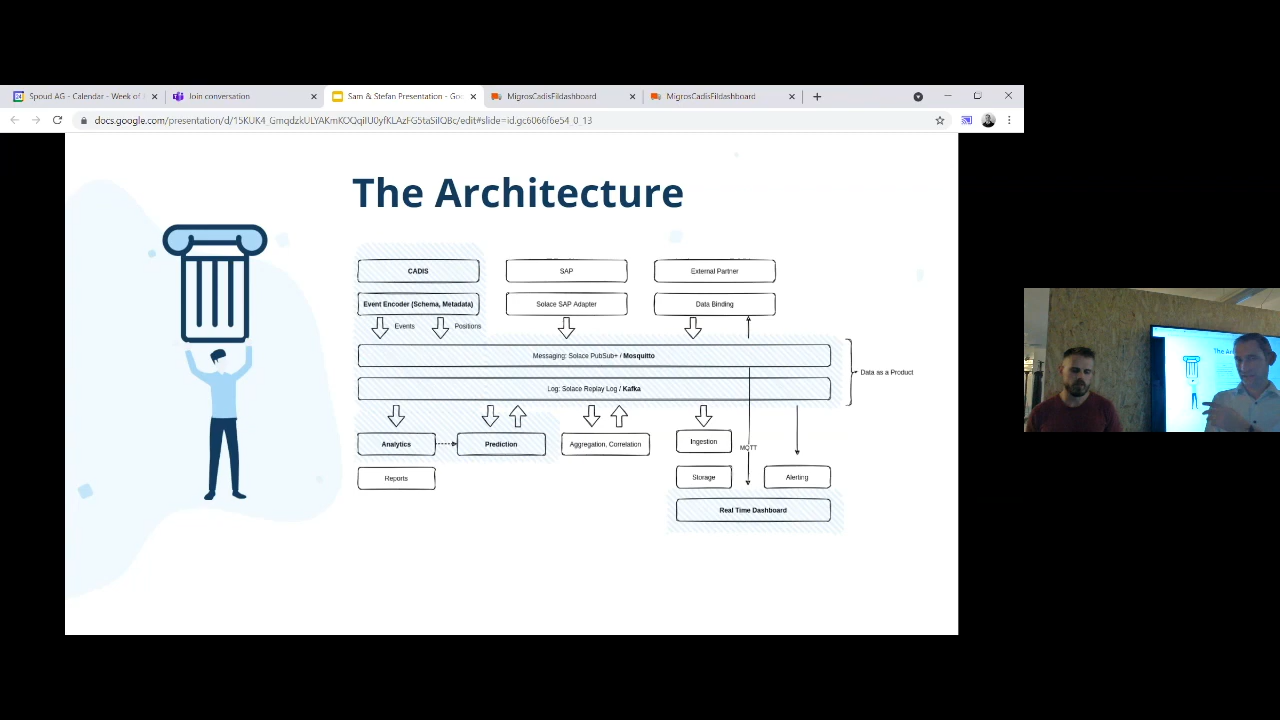 Spoud AG - Calendar - Week of
Join conversation
Sam & Stefan Presentation - Go
MigrosCadisFildashboard
MigrosCadisFildashboard
The Architecture
CADIS
SAP
External Partner
Event Encoder (Schema, Metadata)
Solace SAP Adapter
Data Binding
Events
Positions
Messaging: Solace PubSub+ / Mosquitto
Data as a Product
Log: Solace Replay Log / Kafka
Analytics
Prediction
Aggregation, Correlation
Ingestion
MQTT
Reports
Storage
Alerting
Real Time Dashboard
The Ar